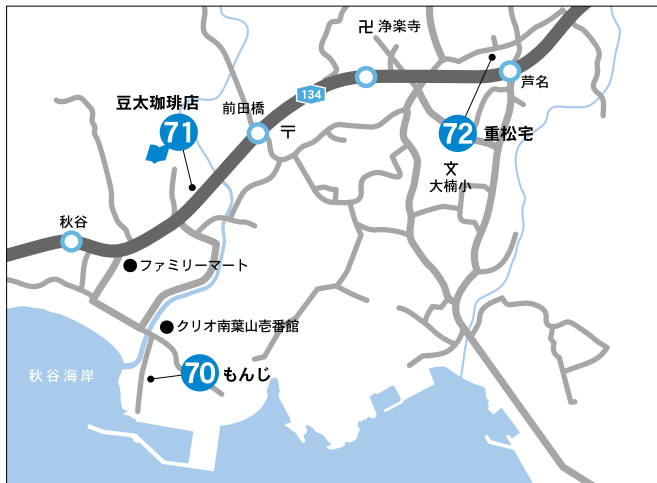 卍 浄楽寺
134
芦名
豆太珈琲店
71
前田橋
〒
72 重松宅
文
大楠小
秋谷
ファミリーマート
クリオ南葉山壱番館
秋谷海岸
70 もんじ